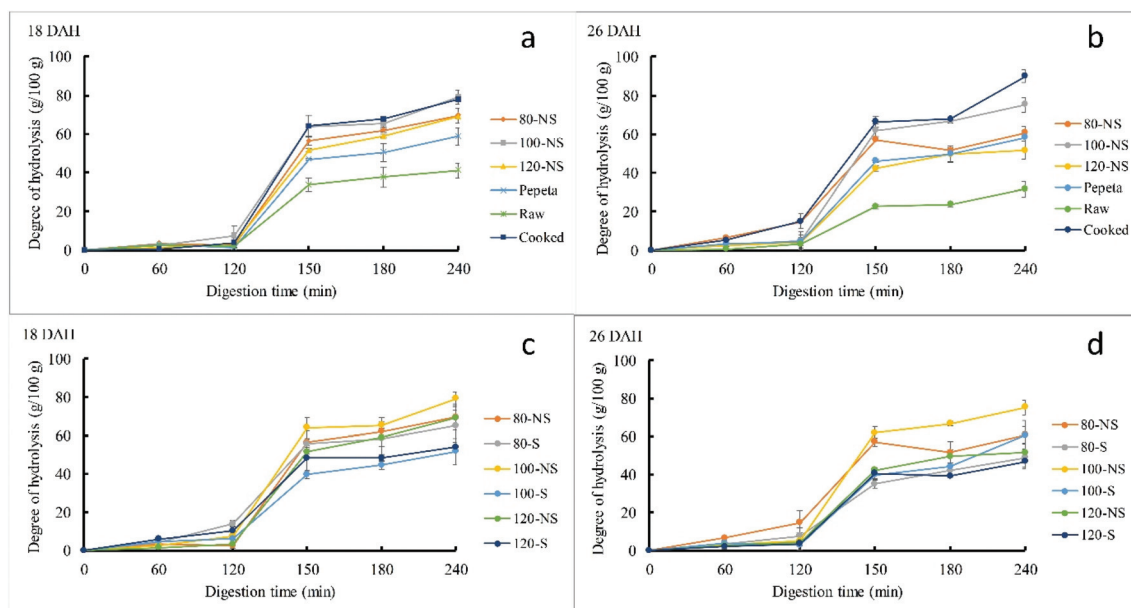 18 DAH
a
Degree of hydrolysis (g/100 g)
100
80
60
40
20
0
0 60 120 150 180 240
Digestion time (min)
80-NS
100-NS
120-NS
Pepeta
Raw
Cooked
26 DAH
b
Degree of hydrolysis (g/100 g)
100
80
60
40
20
0
0 60 120 150 180 240
Digestion time (min)
80-NS
100-NS
120-NS
Pepeta
Raw
Cooked
18 DAH
c
Degree of hydrolysis (g/100 g)
100
80
60
40
20
0
0 60 120 150 180 240
Digestion time (min)
80-NS
80-S
100-NS
100-S
120-NS
120-S
26 DAH
d
Degree of hydrolysis (g/100 g)
100
80
60
40
20
0
0 60 120 150 180 240
Digestion time (min)
80-NS
80-S
100-NS
100-S
120-NS
120-S